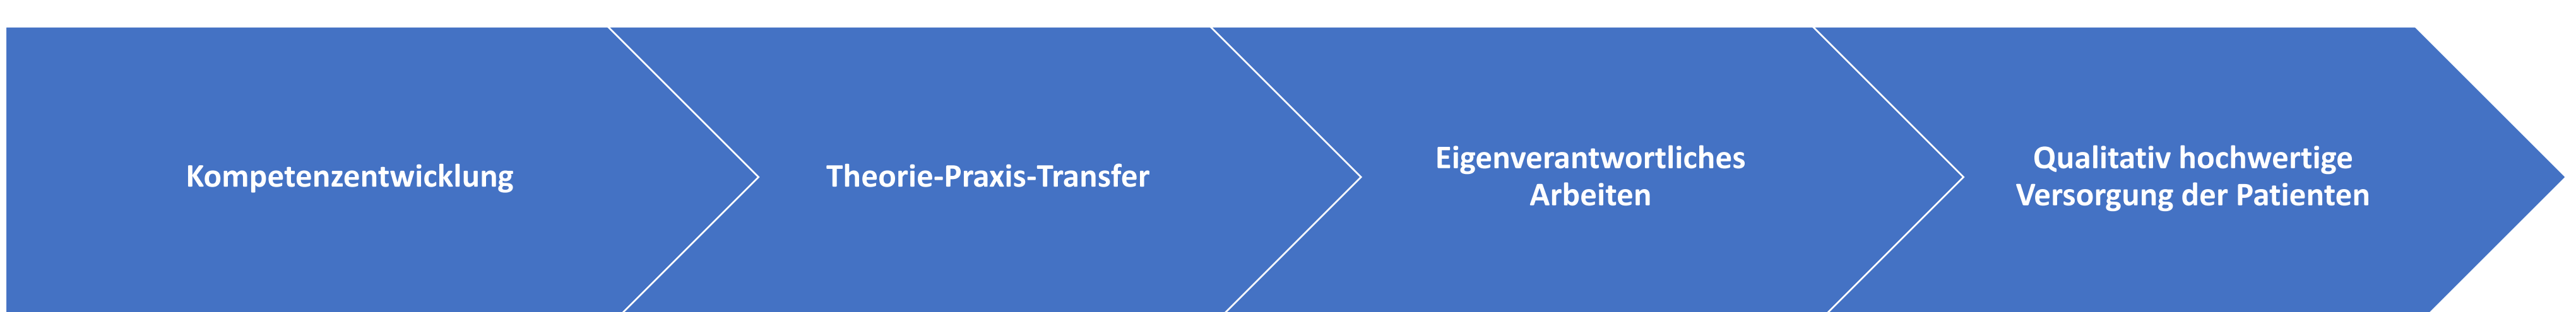 Kompetenzentwicklung
Theorie-Praxis-Transfer
Eigenverantwortliches
Arbeiten
Qualitativ hochwertige
Versorgung der Patienten